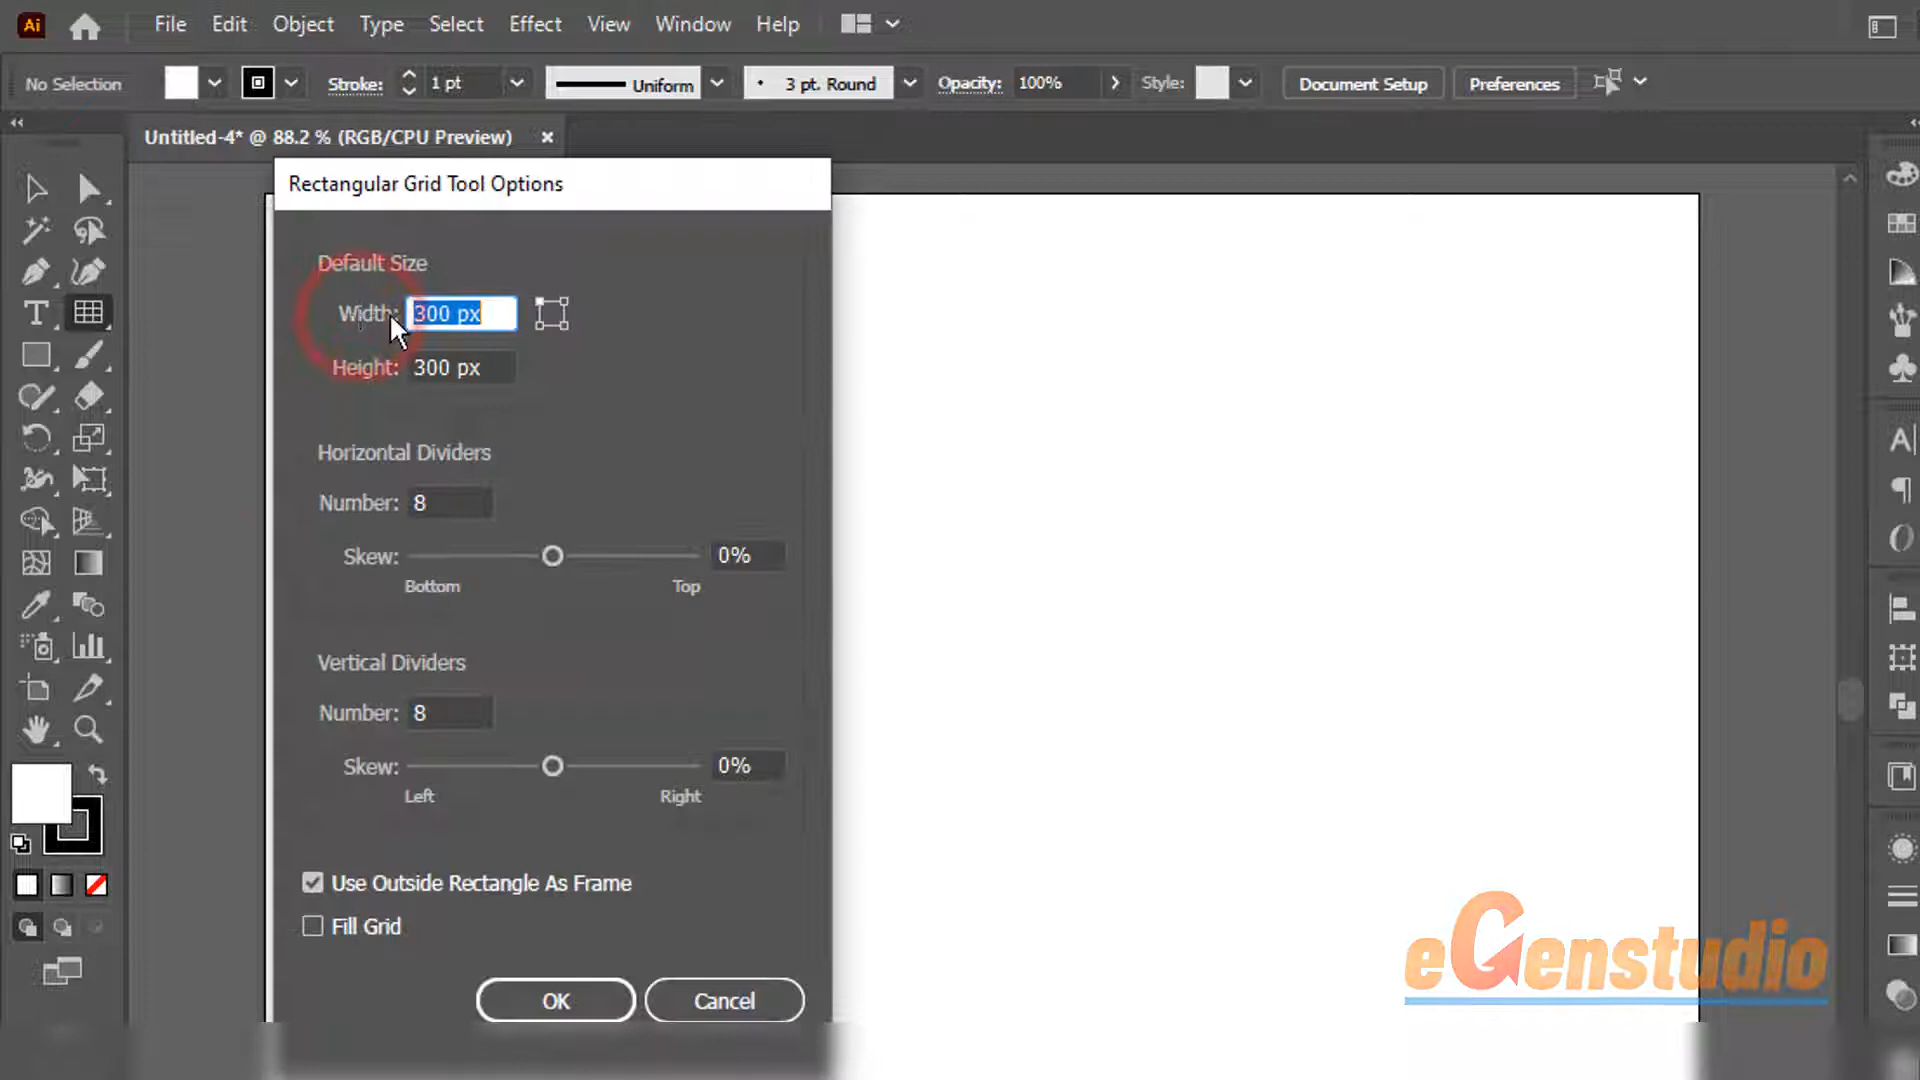 Ai File Edit Object Type Select Effect View Window Help
No Selection Stroke: 1 pt Uniform 3 pt. Round Opacity: 100% Style: Document Setup Preferences
Untitled-4* @ 88.2 % (RGB/CPU Preview)
Rectangular Grid Tool Options
Default Size
Width: 300 px
Height: 300 px
Horizontal Dividers
Number: 8
Skew: 0%
Bottom Top
Vertical Dividers
Number: 8
Skew: 0%
Left Right
Use Outside Rectangle As Frame
Fill Grid
OK Cancel
eGenstudio